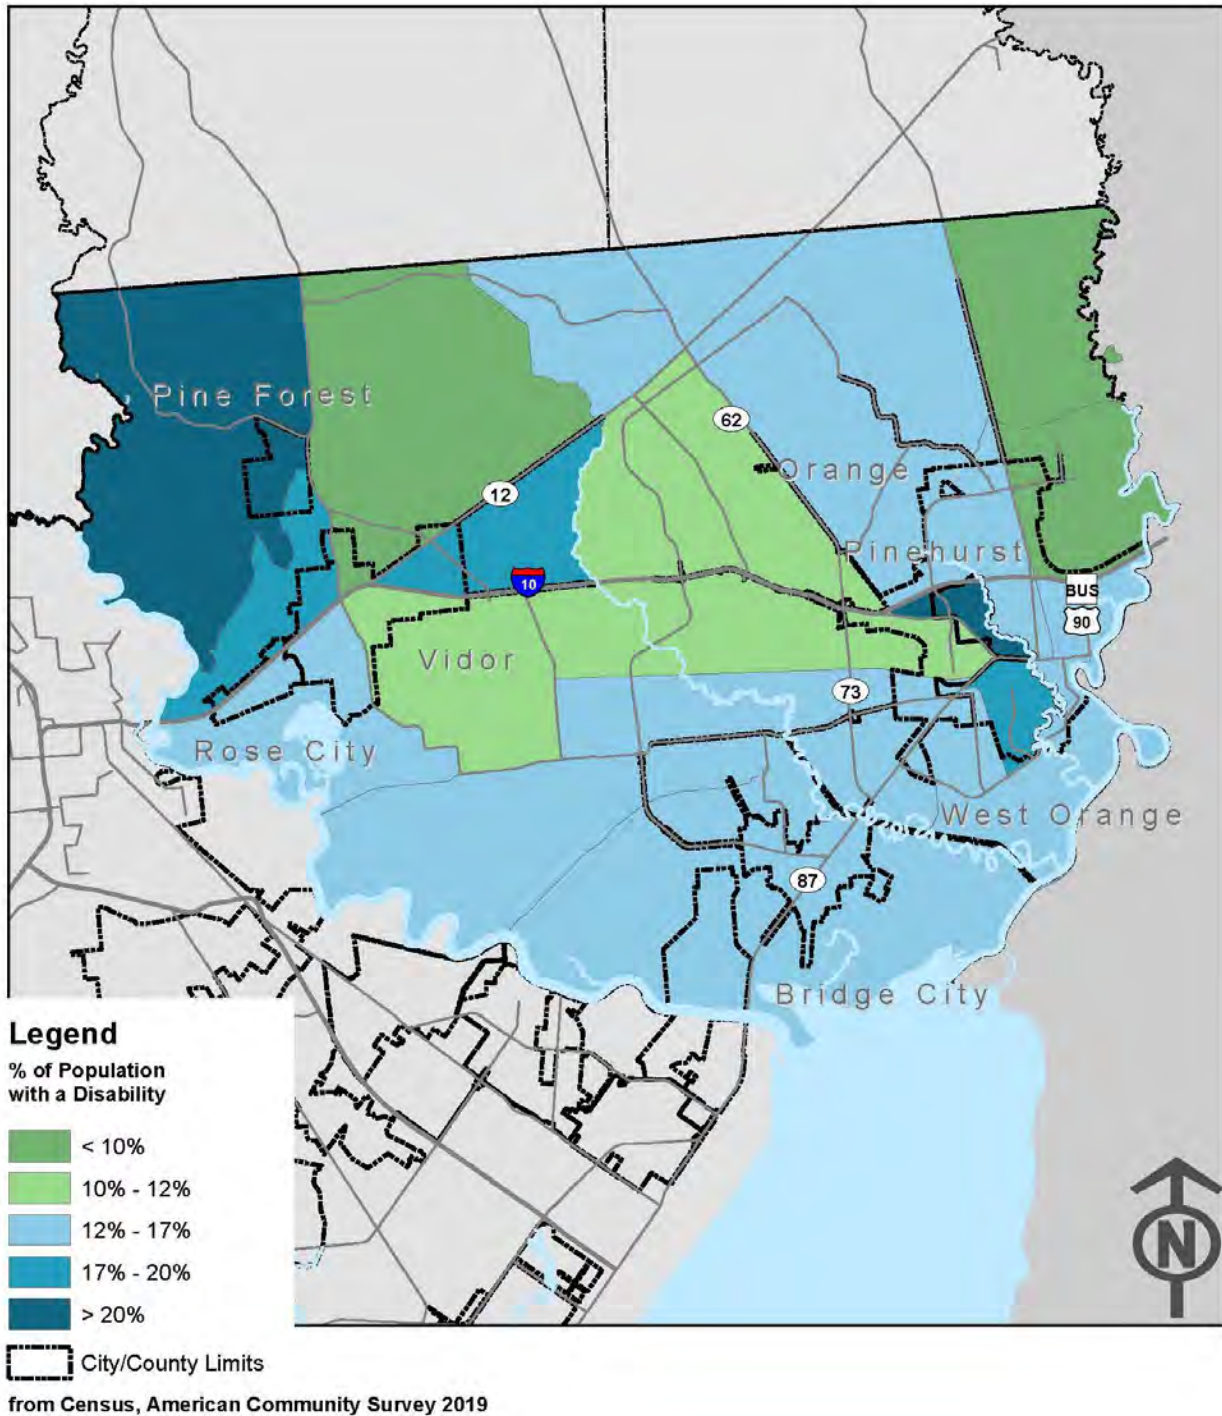 Pine Forest
62
Orange
12
Pinehurst
10
BUS
90
Vidor
73
Rose City
West Orange
87
Bridge City
Legend
% of Population
with a Disability
< 10%
10% - 12%
12% - 17%
17% - 20%
> 20%
City/County Limits
N
from Census, American Community Survey 2019